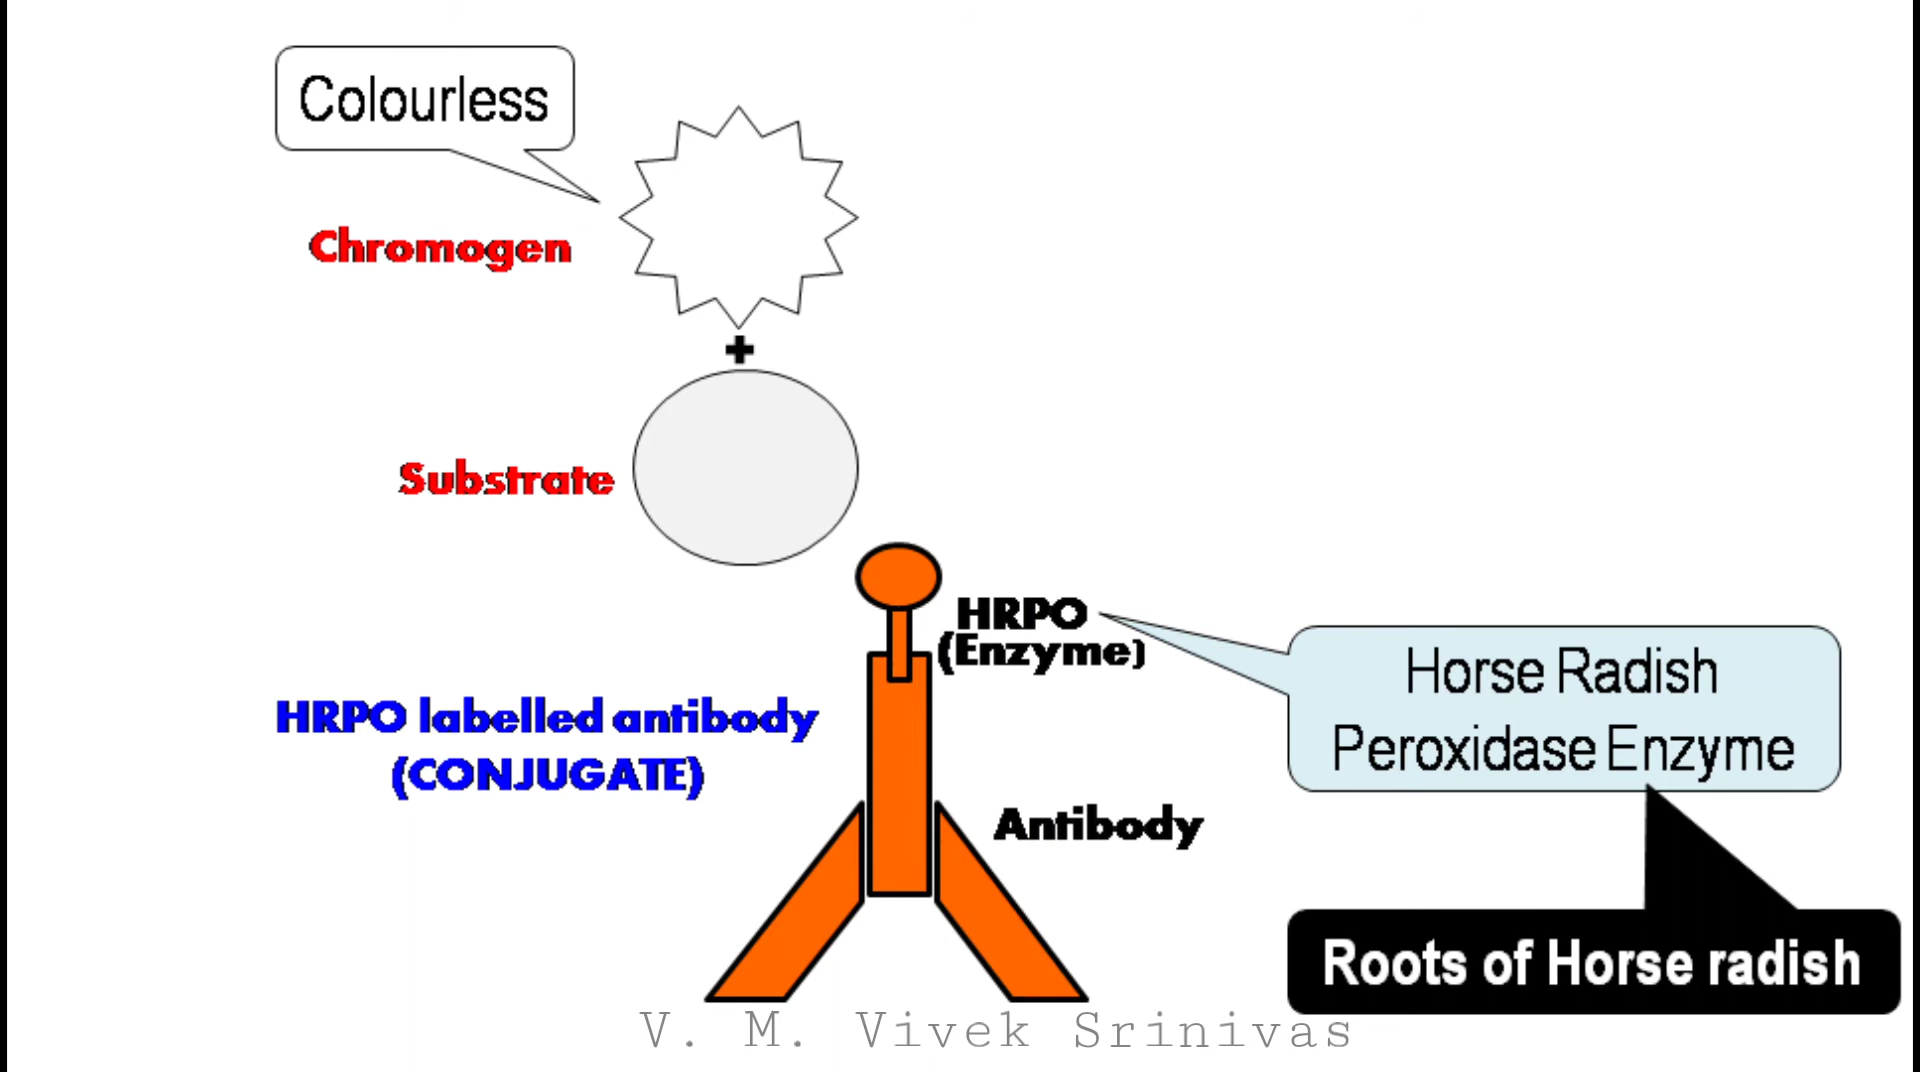 Colourless
Chromogen
+
Substrate
HRPO
(Enzyme)
Horse Radish
Peroxidase Enzyme
HRPO labelled antibody
(CONJUGATE)
Antibody
Roots of Horse radish
V. M. Vivek Srinivas